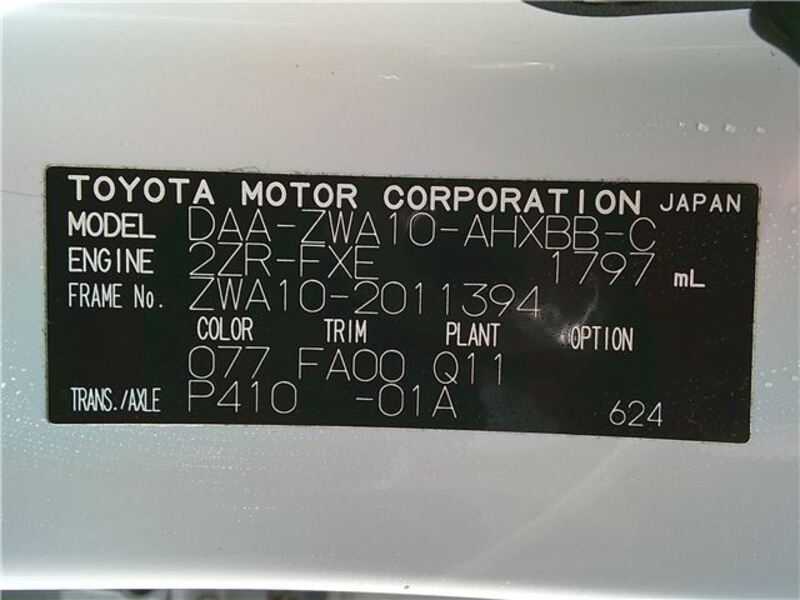 TOYOTA MOTOR CORPORATION JAPAN
MODEL DAA-ZWA10-AHXBB-C
ENGINE 2ZR-FXE 1797 mL
FRAME No. ZWA10-2011394
COLOR TRIM PLANT OPTION
077 FA00 Q11
TRANS./AXLE P410 -01A 624